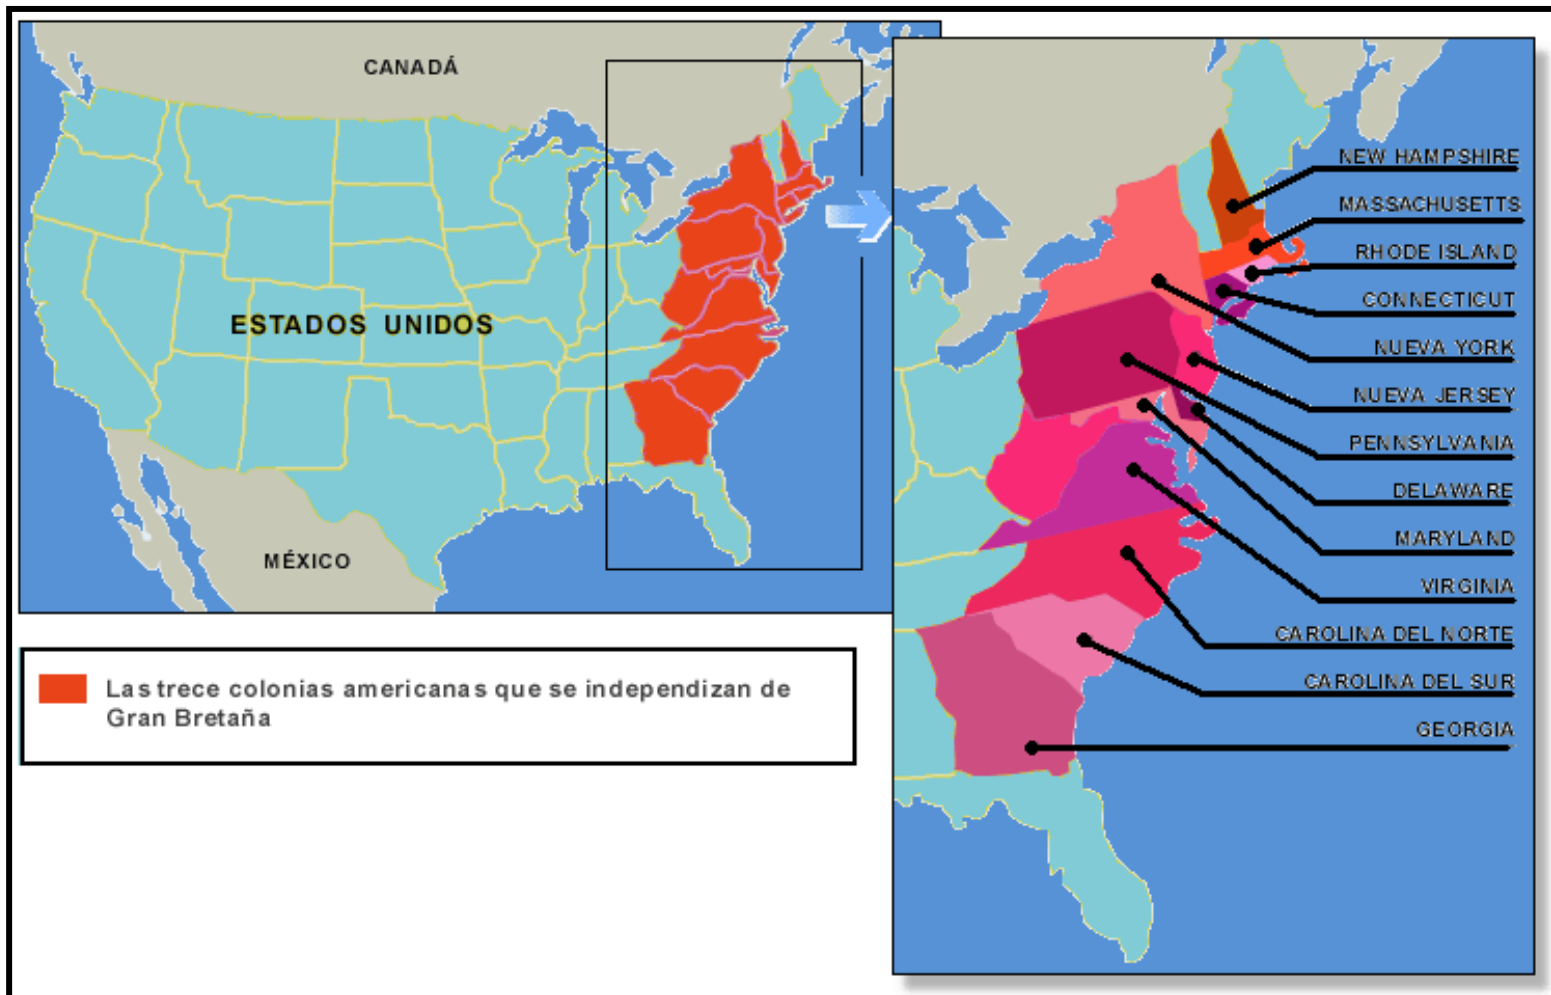 CANADÁ
ESTADOS UNIDOS
MÉXICO
Las trece colonias americanas que se independizan de
Gran Bretaña
NEW HAMPSHIRE
MASSACHUSETTS
RHODE ISLAND
CONNECTICUT
NUEVA YORK
NUEVA JERSEY
PENNSYLVANIA
DELAWARE
MARYLAND
VIRGINIA
CAROLINA DEL NORTE
CAROLINA DEL SUR
GEORGIA